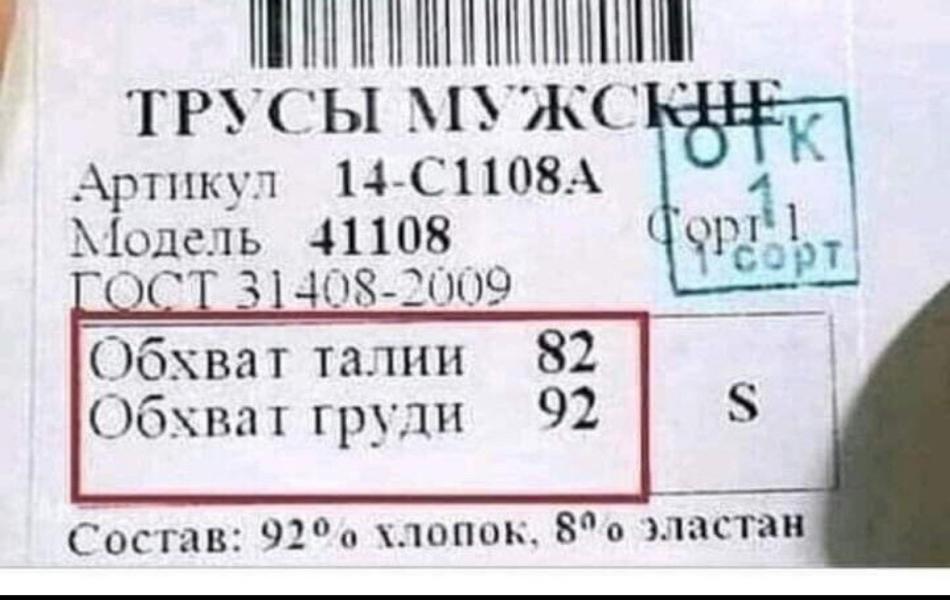 ТРУСЫ МУЖСКИЕ
ОТК
Артикул 14-С1108А
1
Модель 41108 Сорт 1
1 сорт
ГОСТ 31408-2009
Обхват талии 82
Обхват груди 92
S
Состав: 92% хлопок, 8% эластан